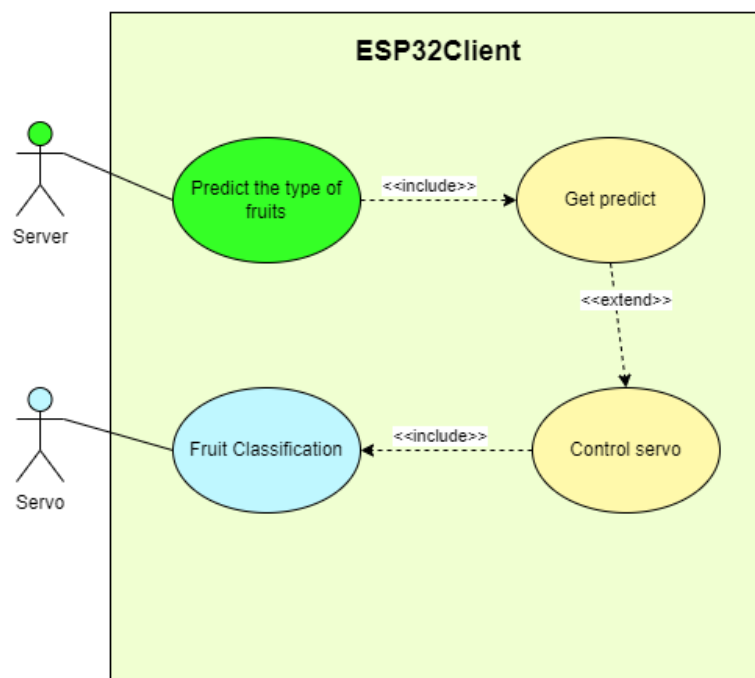 ESP32Client
Server
Predict the type of
fruits
<<include>>
Get predict
<<extend>>
Servo
Fruit Classification
<<include>>
Control servo